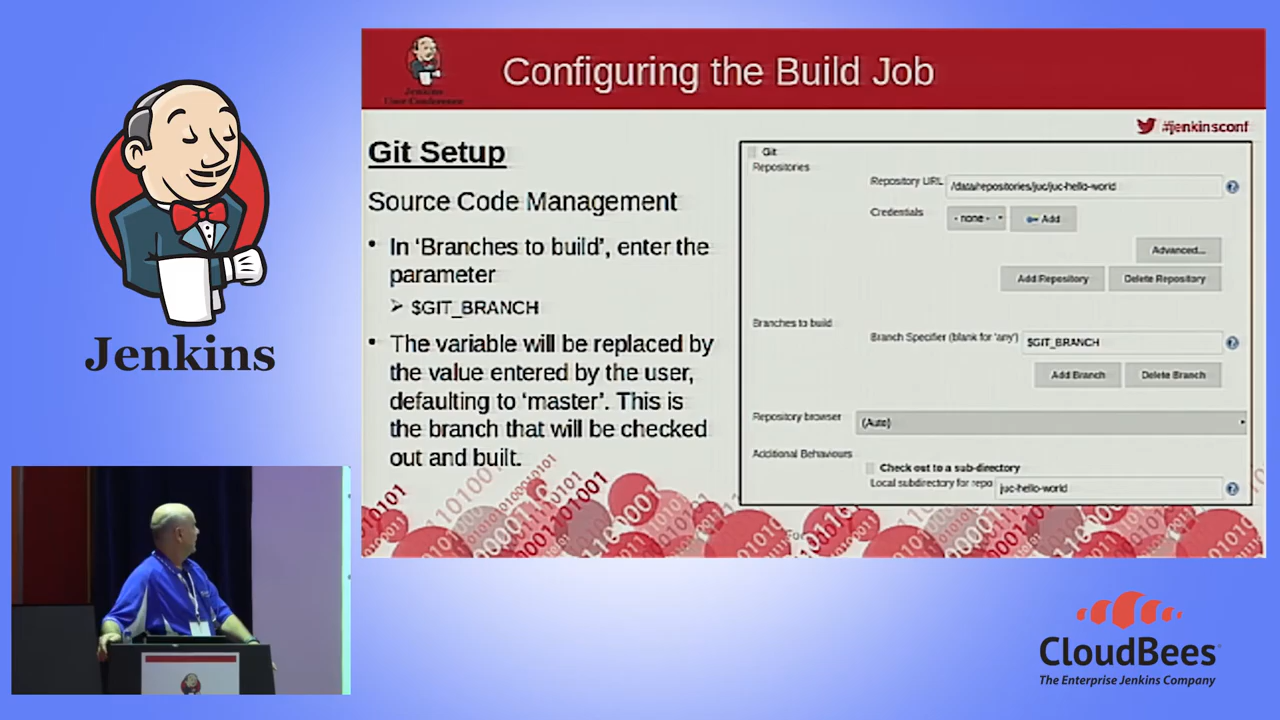 Jenkins
Jenkins
User Conference
Configuring the Build Job
#jenkinsconf
Git Setup
Source Code Management
• In ‘Branches to build’, enter the
parameter
➢ $GIT_BRANCH
• The variable will be replaced by
the value entered by the user,
defaulting to ‘master’. This is
the branch that will be checked
out and built.
Git
Repositories
Repository URL /data/repositories/juc/juc-hello-world
Credentials - none - Add
Advanced...
Add Repository Delete Repository
Branches to build
Branch Specifier (blank for 'any') $GIT_BRANCH
Add Branch Delete Branch
Repository browser (Auto)
Additional Behaviours
Check out to a sub-directory
Local subdirectory for repo juc-hello-world
CloudBees
The Enterprise Jenkins Company